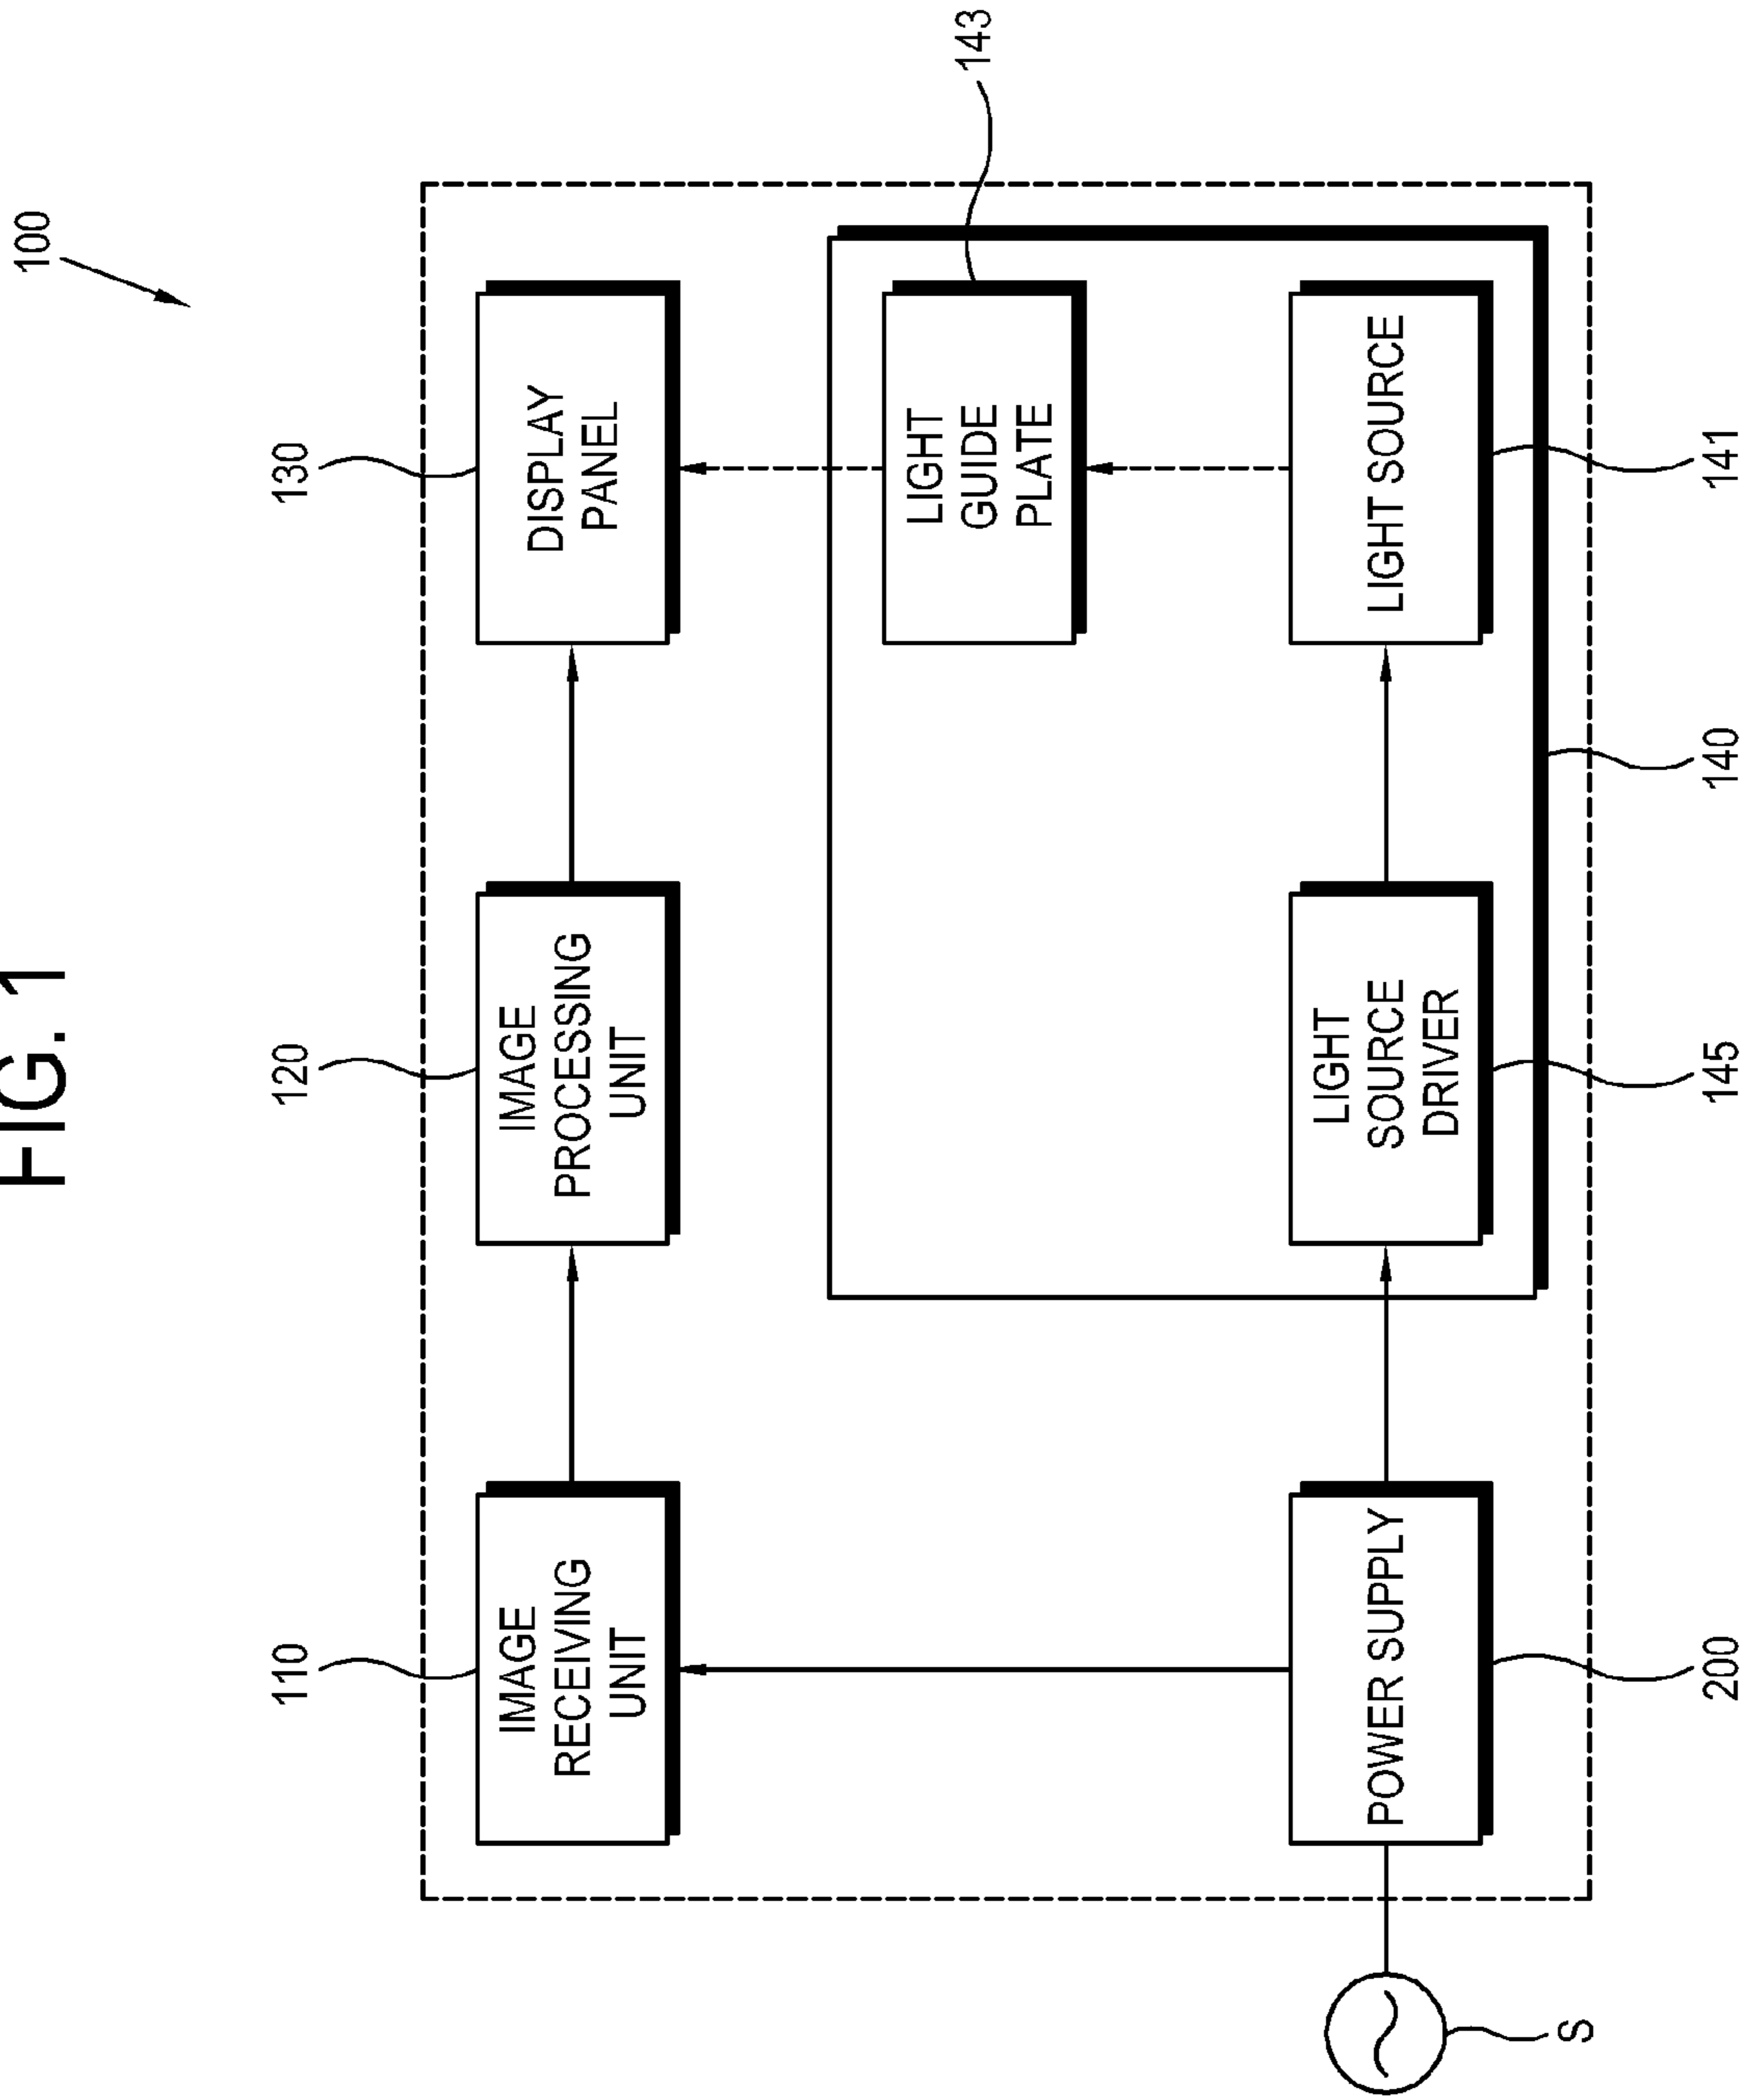 FIG. 1
100
110
120
130
IMAGE
RECEIVING
UNIT
IMAGE
PROCESSING
UNIT
DISPLAY
PANEL
LIGHT
GUIDE
PLATE
143
POWER SUPPLY
LIGHT
SOURCE
DRIVER
LIGHT SOURCE
S
200
145
140
141